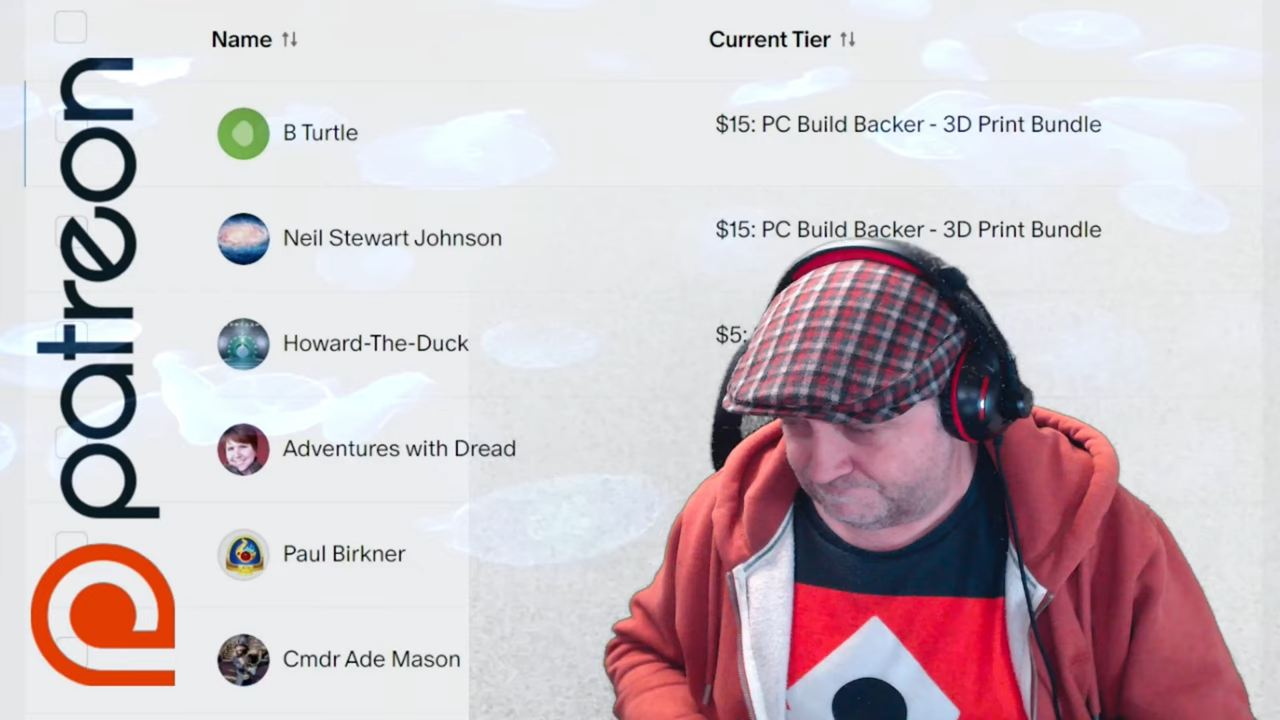 patreon
Name Current Tier
B Turtle $15: PC Build Backer - 3D Print Bundle
Neil Stewart Johnson $15: PC Build Backer - 3D Print Bundle
Howard-The-Duck $5:
Adventures with Dread
Paul Birkner
Cmdr Ade Mason